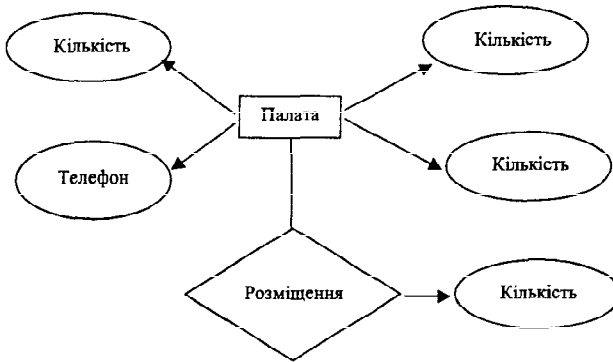 Кількість
Кількість
Палата
Телефон
Кількість
Розміщення
Кількість